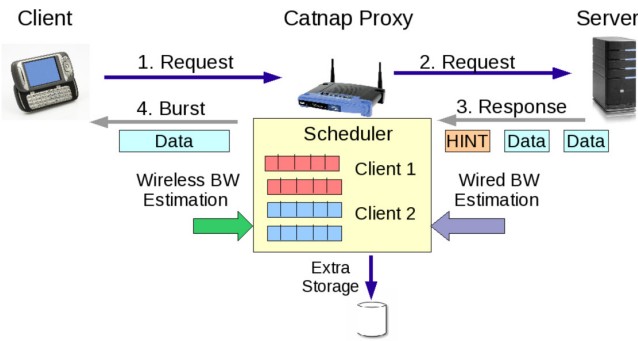 Client
Catnap Proxy
Server
1. Request
2. Request
4. Burst
3. Response
Data
HINT
Data
Data
Scheduler
Client 1
Client 2
Wireless BW
Estimation
Wired BW
Estimation
Extra
Storage